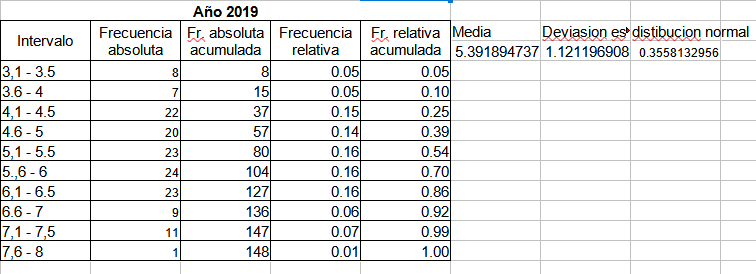 Año 2019
Intervalo Frecuencia absoluta Fr. absoluta acumulada Frecuencia relativa Fr. relativa acumulada Media Deviasion es distibucion normal
5.391894737 1.121196908 0.3558132956
3,1 - 3.5 8 8 0.05 0.05
3.6 - 4 7 15 0.05 0.10
4,1 - 4.5 22 37 0.15 0.25
4.6 - 5 20 57 0.14 0.39
5,1 - 5.5 23 80 0.16 0.54
5.,6 - 6 24 104 0.16 0.70
6,1 - 6.5 23 127 0.16 0.86
6.6 - 7 9 136 0.06 0.92
7,1 - 7,5 11 147 0.07 0.99
7,6 - 8 1 148 0.01 1.00